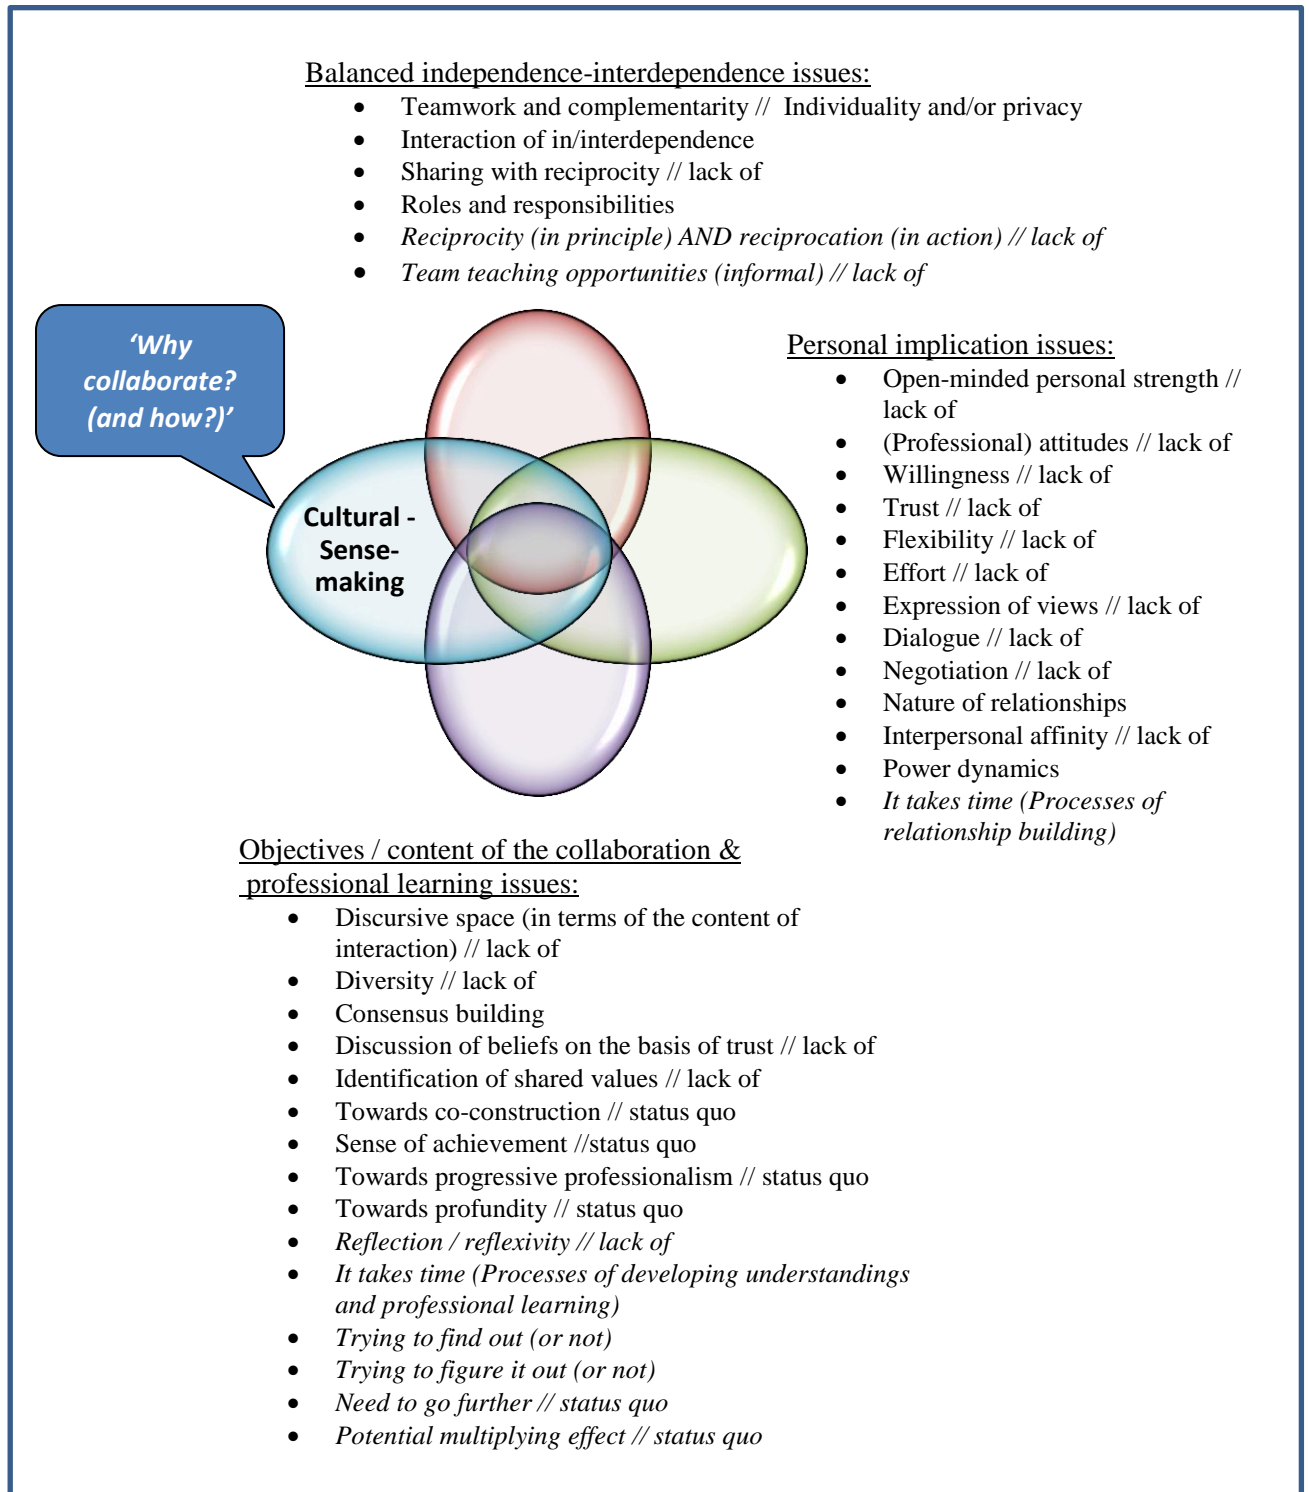 Balanced independence-interdependence issues:
• Teamwork and complementarity // Individuality and/or privacy
• Interaction of in/interdependence
• Sharing with reciprocity // lack of
• Roles and responsibilities
• Reciprocity (in principle) AND reciprocation (in action) // lack of
• Team teaching opportunities (informal) // lack of
‘Why
collaborate?
(and how?)’
Cultural -
Sense-
making
Personal implication issues:
• Open-minded personal strength //
lack of
• (Professional) attitudes // lack of
• Willingness // lack of
• Trust // lack of
• Flexibility // lack of
• Effort // lack of
• Expression of views // lack of
• Dialogue // lack of
• Negotiation // lack of
• Nature of relationships
• Interpersonal affinity // lack of
• Power dynamics
• It takes time (Processes of
relationship building)
Objectives / content of the collaboration &
professional learning issues:
• Discursive space (in terms of the content of
interaction) // lack of
• Diversity // lack of
• Consensus building
• Discussion of beliefs on the basis of trust // lack of
• Identification of shared values // lack of
• Towards co-construction // status quo
• Sense of achievement //status quo
• Towards progressive professionalism // status quo
• Towards profundity // status quo
• Reflection / reflexivity // lack of
• It takes time (Processes of developing understandings
and professional learning)
• Trying to find out (or not)
• Trying to figure it out (or not)
• Need to go further // status quo
• Potential multiplying effect // status quo